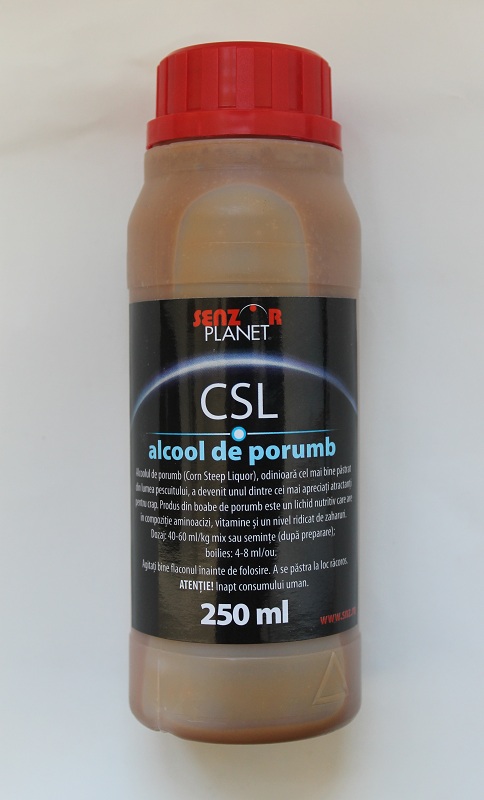 SENZOR
PLANET
CSL
alcool de porumb
Alcoolul de porumb (Corn Steep Liquor), odinioară cel mai bine păstrat
din lumea pescuitului, a devenit unul dintre cei mai apreciați atractanți
pentru crap. Produs din boabe de porumb este un lichid nutritiv care are
în compoziție aminoacizi, vitamine și un nivel ridicat de zaharuri.
Dozaj: 40-60 ml/kg mix sau semințe (după preparare);
boilies: 4-8 ml/ou.
Agitați bine flaconul înainte de folosire. A se păstra la loc răcoros.
ATENȚIE! Inapt consumului uman.
250 ml